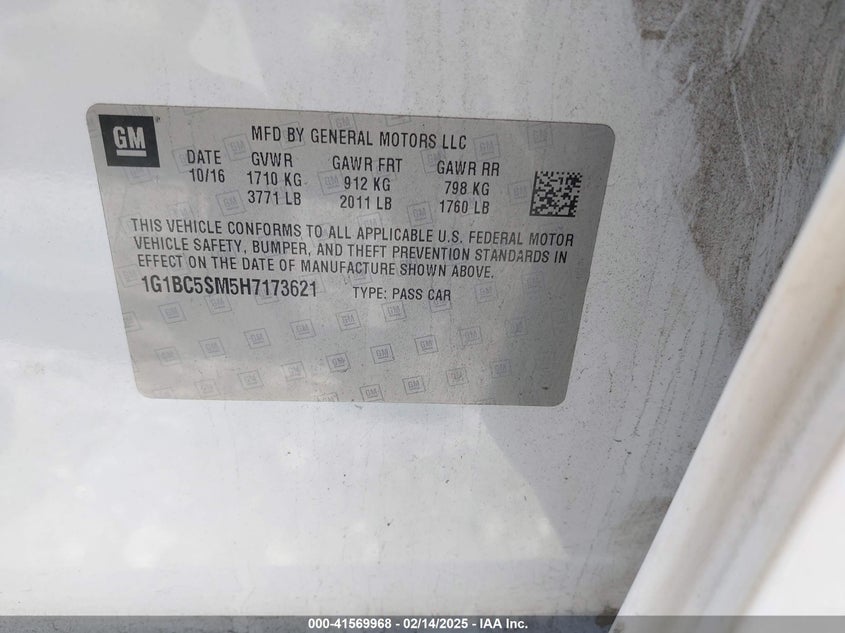 GM
MFD BY GENERAL MOTORS LLC
DATE GVWR GAWR FRT GAWR RR
10/16 1710 KG 912 KG 798 KG
3771 LB 2011 LB 1760 LB
THIS VEHICLE CONFORMS TO ALL APPLICABLE U.S. FEDERAL MOTOR
VEHICLE SAFETY, BUMPER, AND THEFT PREVENTION STANDARDS IN
EFFECT ON THE DATE OF MANUFACTURE SHOWN ABOVE.
1G1BC5SM5H7173621 TYPE: PASS CAR
000-41569968 - 02/14/2025 - IAA Inc.